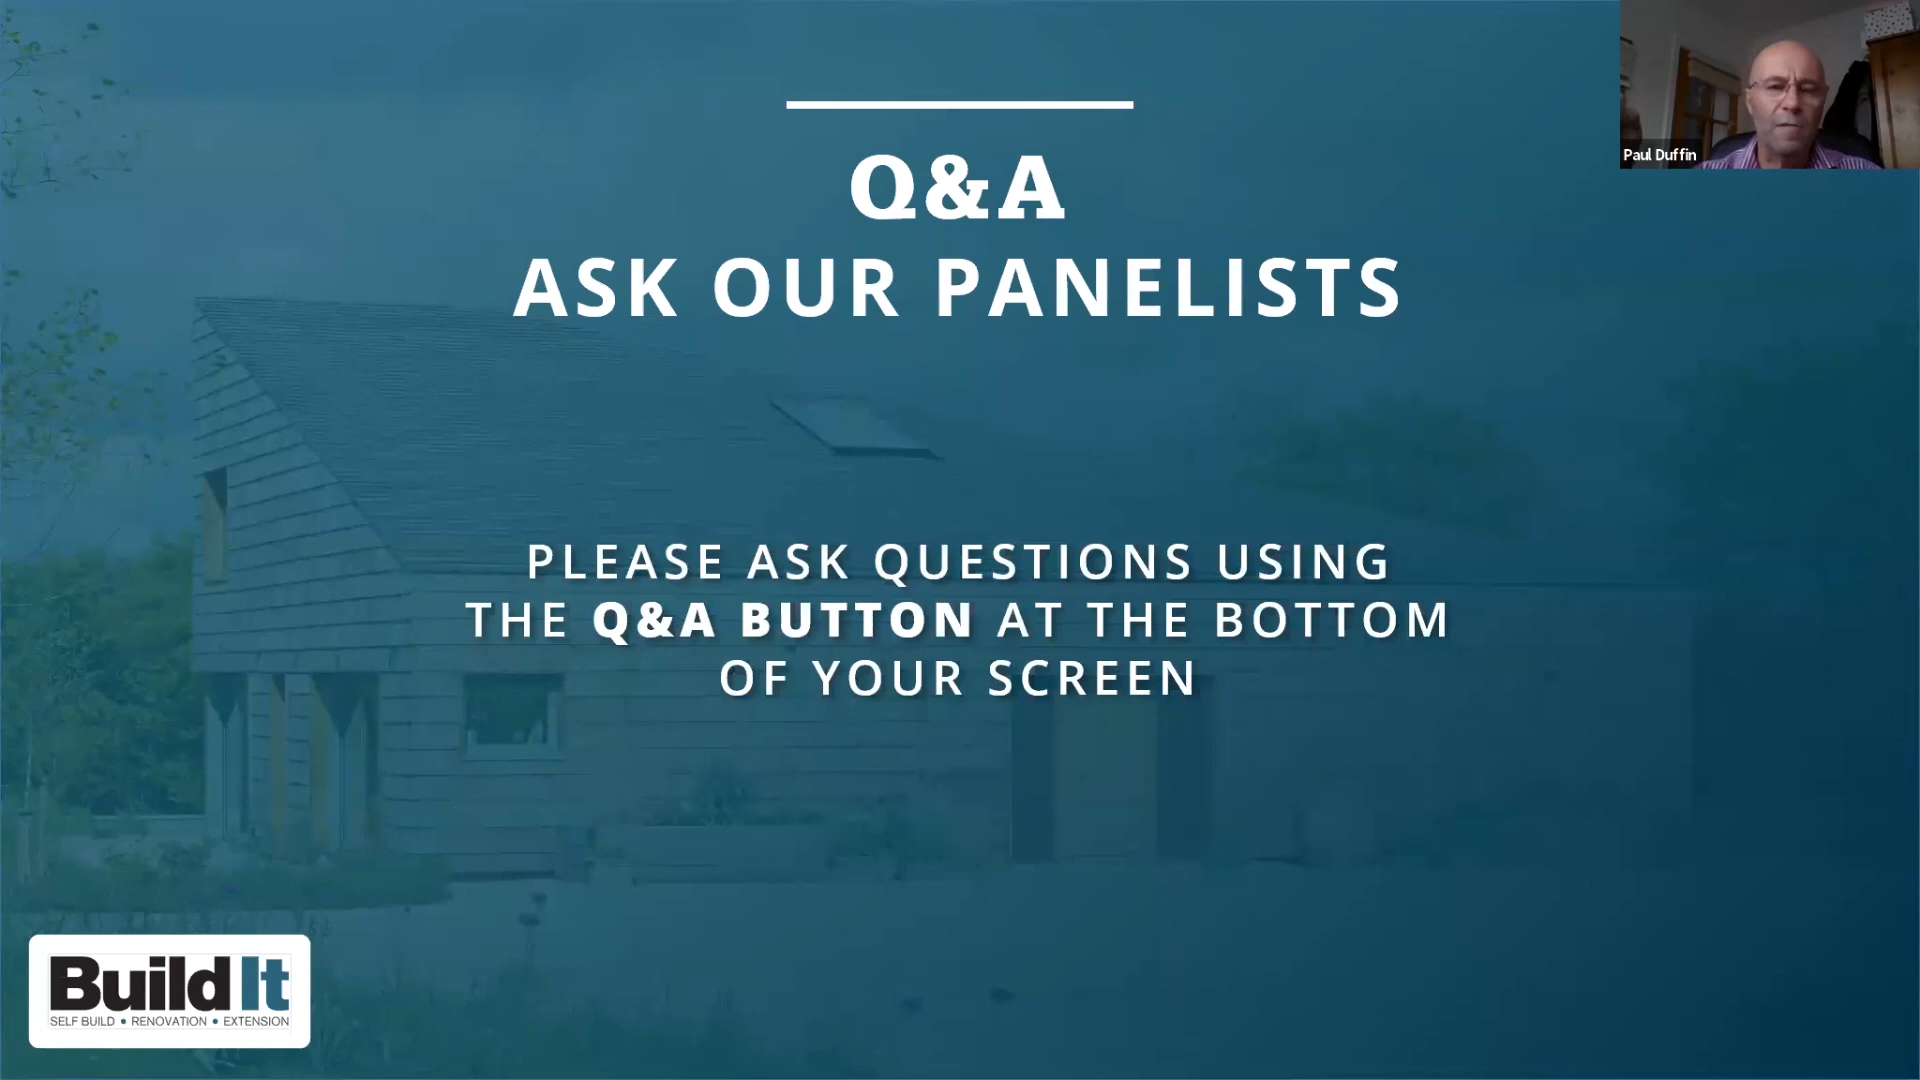 Q&A
ASK OUR PANELISTS
PLEASE ASK QUESTIONS USING
THE Q&A BUTTON AT THE BOTTOM
OF YOUR SCREEN
Paul Duffin
Build It
SELF BUILD • RENOVATION • EXTENSION